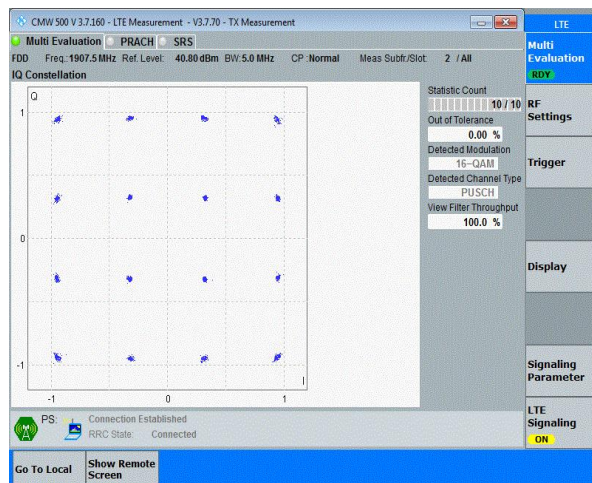 CMW 500 V 3.7.160 - LTE Measurement - V3.7.70 - TX Measurement
LTE
Multi Evaluation PRACH SRS
Multi
Evaluation
RDY
FDD Freq.: 1907.5 MHz Ref. Level: 40.80 dBm BW: 5.0 MHz CP : Normal Meas Subfr./Slot: 2 / All
IQ Constellation
Statistic Count
10 / 10
Out of Tolerance
0.00 %
Detected Modulation
16-QAM
Detected Channel Type
PUSCH
View Filter Throughput
100.0 %
Q
1
0
-1
I
-1 0 1
RF
Settings
Trigger
Display
Signaling
Parameter
LTE
Signaling
ON
PS: Connection Established
RRC State: Connected
Go To Local
Show Remote
Screen